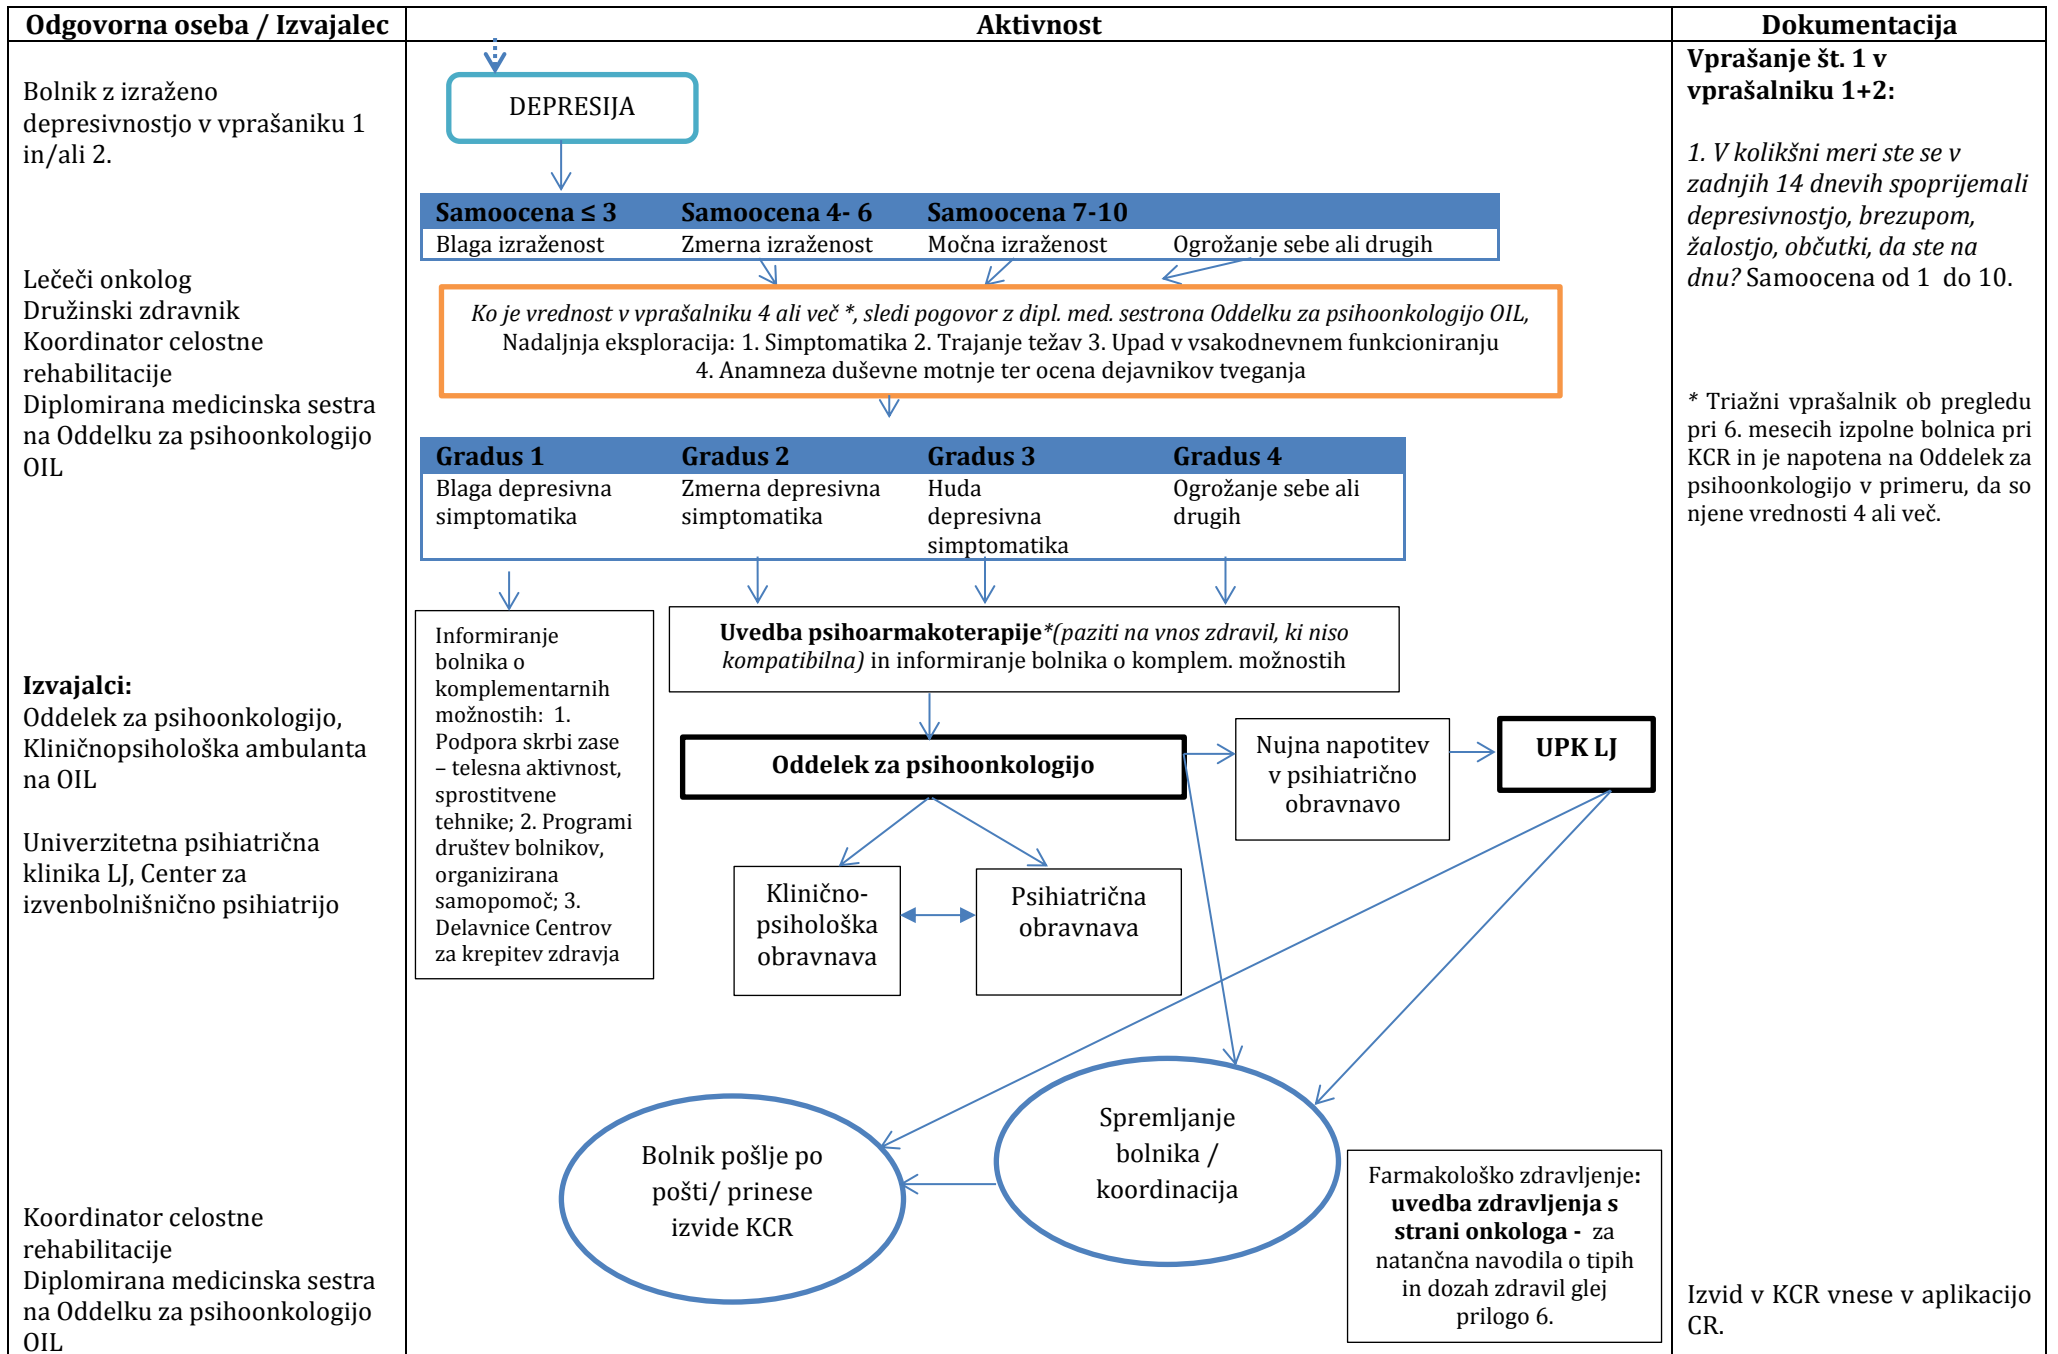 Odgovorna oseba / Izvajalec
Aktivnost
Dokumentacija
Bolnik z izraženo
depresivnostjo v vprašaniku 1
in/ali 2.
Lečeči onkolog
Družinski zdravnik
Koordinator celostne
rehabilitacije
Diplomirana medicinska sestra
na Oddelku za psihoonkologijo
OIL
Izvajalci:
Oddelek za psihoonkologijo,
Kliničnopsihološka ambulanta
na OIL
Univerzitetna psihiatrična
klinika LJ, Center za
izvenbolnišnično psihiatrijo
Koordinator celostne
rehabilitacije
Diplomirana medicinska sestra
na Oddelku za psihoonkologijo
OIL
DEPRESIJA
Samoocena ≤ 3 Samoocena 4- 6 Samoocena 7-10
Blaga izraženost Zmerna izraženost Močna izraženost Ogrožanje sebe ali drugih
Ko je vrednost v vprašalniku 4 ali več *, sledi pogovor z dipl. med. sestrona Oddelku za psihoonkologijo OIL,
Nadaljnja eksploracija: 1. Simptomatika 2. Trajanje težav 3. Upad v vsakodnevnem funkcioniranju
4. Anamneza duševne motnje ter ocena dejavnikov tveganja
Gradus 1 Gradus 2 Gradus 3 Gradus 4
Blaga depresivna
simptomatika
Zmerna depresivna
simptomatika
Huda
depresivna
simptomatika
Ogrožanje sebe ali
drugih
Informiranje
bolnika o
komplementarnih
možnostih: 1.
Podpora skrbi zase
– telesna aktivnost,
sprostitvene
tehnike; 2. Programi
društev bolnikov,
organizirana
samopomoč; 3.
Delavnice Centrov
za krepitev zdravja
Uvedba psihoarmakoterapije*(paziti na vnos zdravil, ki niso
kompatibilna) in informiranje bolnika o komplem. možnostih
Oddelek za psihoonkologijo
Nujna napotitev
v psihiatrično
obravnavo
UPK LJ
Klinično-
psihološka
obravnava
Psihiatrična
obravnava
Bolnik pošlje po
pošti/ prinese
izvide KCR
Spremljanje
bolnika /
koordinacija
Farmakološko zdravljenje:
uvedba zdravljenja s
strani onkologa - za
natančna navodila o tipih
in dozah zdravil glej
prilogo 6.
Vprašanje št. 1 v
vprašalniku 1+2:
1. V kolikšni meri ste se v
zadnjih 14 dnevih spoprijemali
depresivnostjo, brezupom,
žalostjo, občutki, da ste na
dnu? Samoocena od 1 do 10.
* Triažni vprašalnik ob pregledu
pri 6. mesecih izpolne bolnica pri
KCR in je napotena na Oddelek za
psihoonkologijo v primeru, da so
njene vrednosti 4 ali več.
Izvid v KCR vnese v aplikacijo
CR.